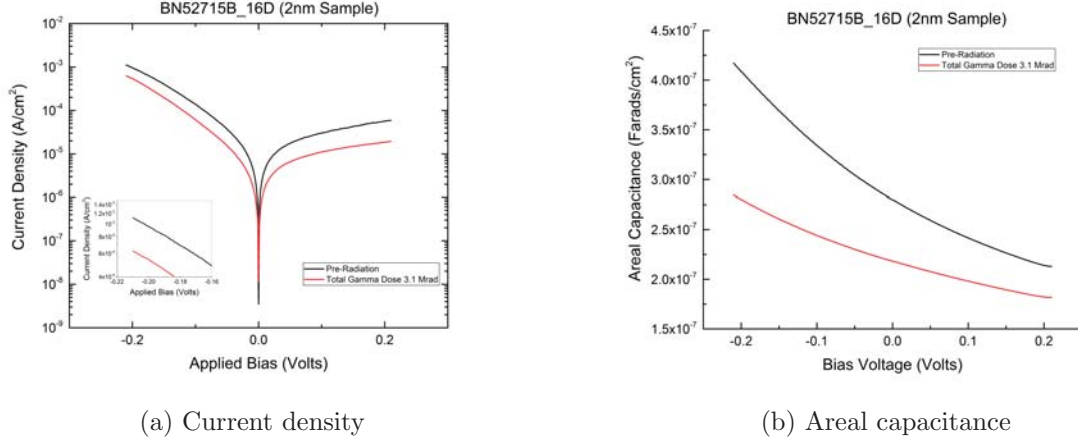 BN52715B_16D (2nm Sample)
10⁻²
10⁻³
10⁻⁴
10⁻⁵
10⁻⁶
10⁻⁷
10⁻⁸
10⁻⁹
Current Density (A/cm²)
-0.2 0.0 0.2
Applied Bias (Volts)
Pre-Radiation
Total Gamma Dose 3.1 Mrad
Current Density (A/cm²)
-0.22 -0.20 -0.18 -0.16
Applied Bias (Volts)
(a) Current density
BN52715B_16D (2nm Sample)
4.5x10⁻⁷
4.0x10⁻⁷
3.5x10⁻⁷
3.0x10⁻⁷
2.5x10⁻⁷
2.0x10⁻⁷
1.5x10⁻⁷
Areal Capacitance (Farads/cm²)
Pre-Radiation
Total Gamma Dose 3.1 Mrad
-0.2 -0.1 0.0 0.1 0.2
Bias Voltage (Volts)
(b) Areal capacitance